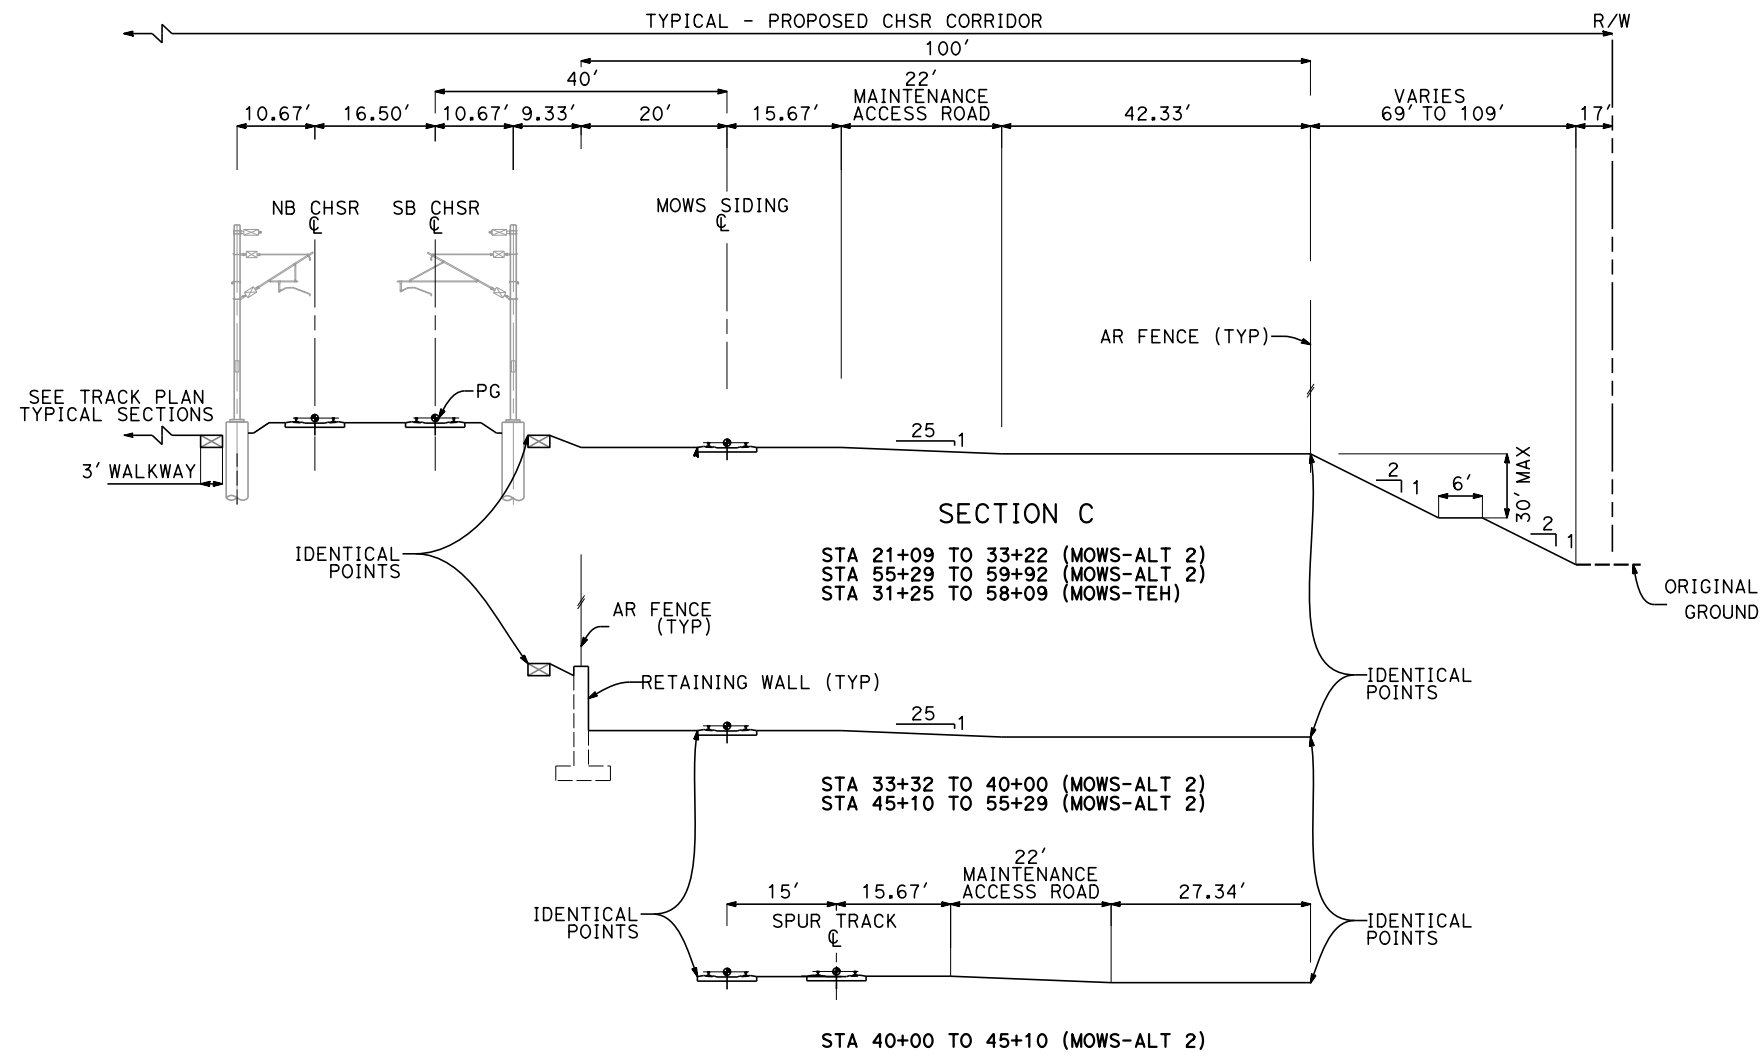 TYPICAL - PROPOSED CHSR CORRIDOR
R/W
100'
40'
22'
MAINTENANCE
ACCESS ROAD
VARIES
69' TO 109'
10.67'
16.50'
10.67'
9.33'
20'
15.67'
42.33'
17'
NB CHSR
℄
SB CHSR
℄
MOWS SIDING
℄
AR FENCE (TYP)
SEE TRACK PLAN
TYPICAL SECTIONS
PG
3' WALKWAY
25
1
2
1
6'
30' MAX
2
1
SECTION C
STA 21+09 TO 33+22 (MOWS-ALT 2)
STA 55+29 TO 59+92 (MOWS-ALT 2)
STA 31+25 TO 58+09 (MOWS-TEH)
IDENTICAL
POINTS
ORIGINAL
GROUND
AR FENCE
(TYP)
RETAINING WALL (TYP)
IDENTICAL
POINTS
25
1
STA 33+32 TO 40+00 (MOWS-ALT 2)
STA 45+10 TO 55+29 (MOWS-ALT 2)
22'
MAINTENANCE
ACCESS ROAD
15'
15.67'
27.34'
SPUR TRACK
℄
IDENTICAL
POINTS
IDENTICAL
POINTS
STA 40+00 TO 45+10 (MOWS-ALT 2)